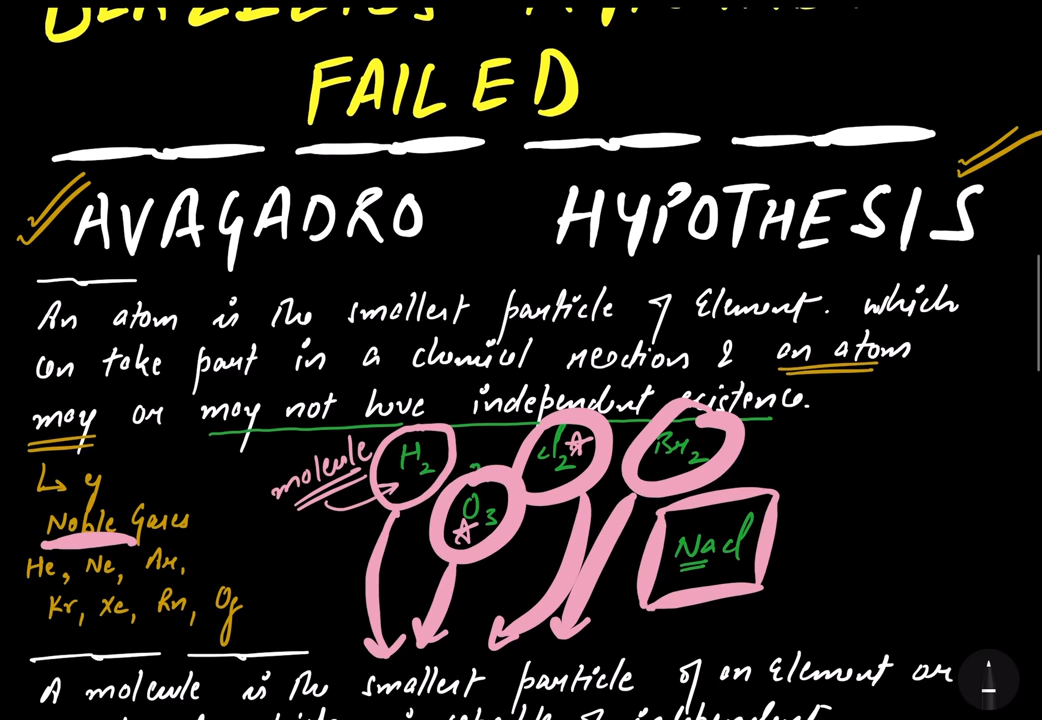 FAILED
AVAGADRO HYPOTHESIS
An atom is the smallest particle of Element. which
can take part in a chemical reaction & an atom
may or may not have independent existence.
molecule H2 Cl2 Br2
O3
NaCl
eg
Noble Gases
He, Ne, Ar,
Kr, Xe, Rn, Og
A molecule is the smallest particle of an Element or